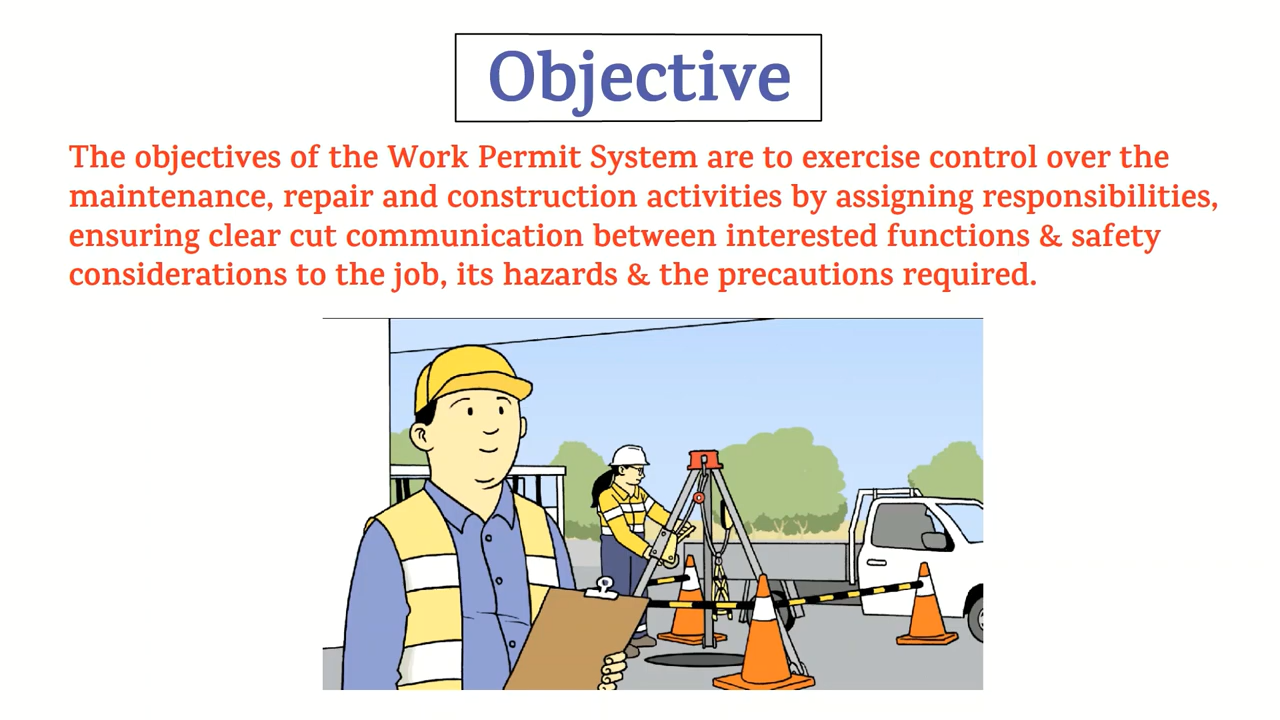 Objective
The objectives of the Work Permit System are to exercise control over the
maintenance, repair and construction activities by assigning responsibilities,
ensuring clear cut communication between interested functions & safety
considerations to the job, its hazards & the precautions required.